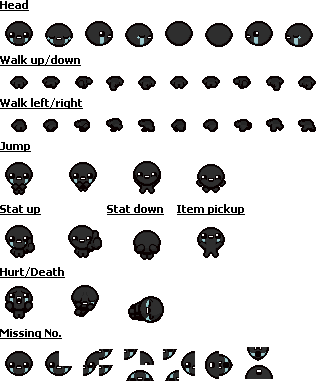 Head
Walk up/down
Walk left/right
Jump
Stat up Stat down Item pickup
Hurt/Death
Missing No.